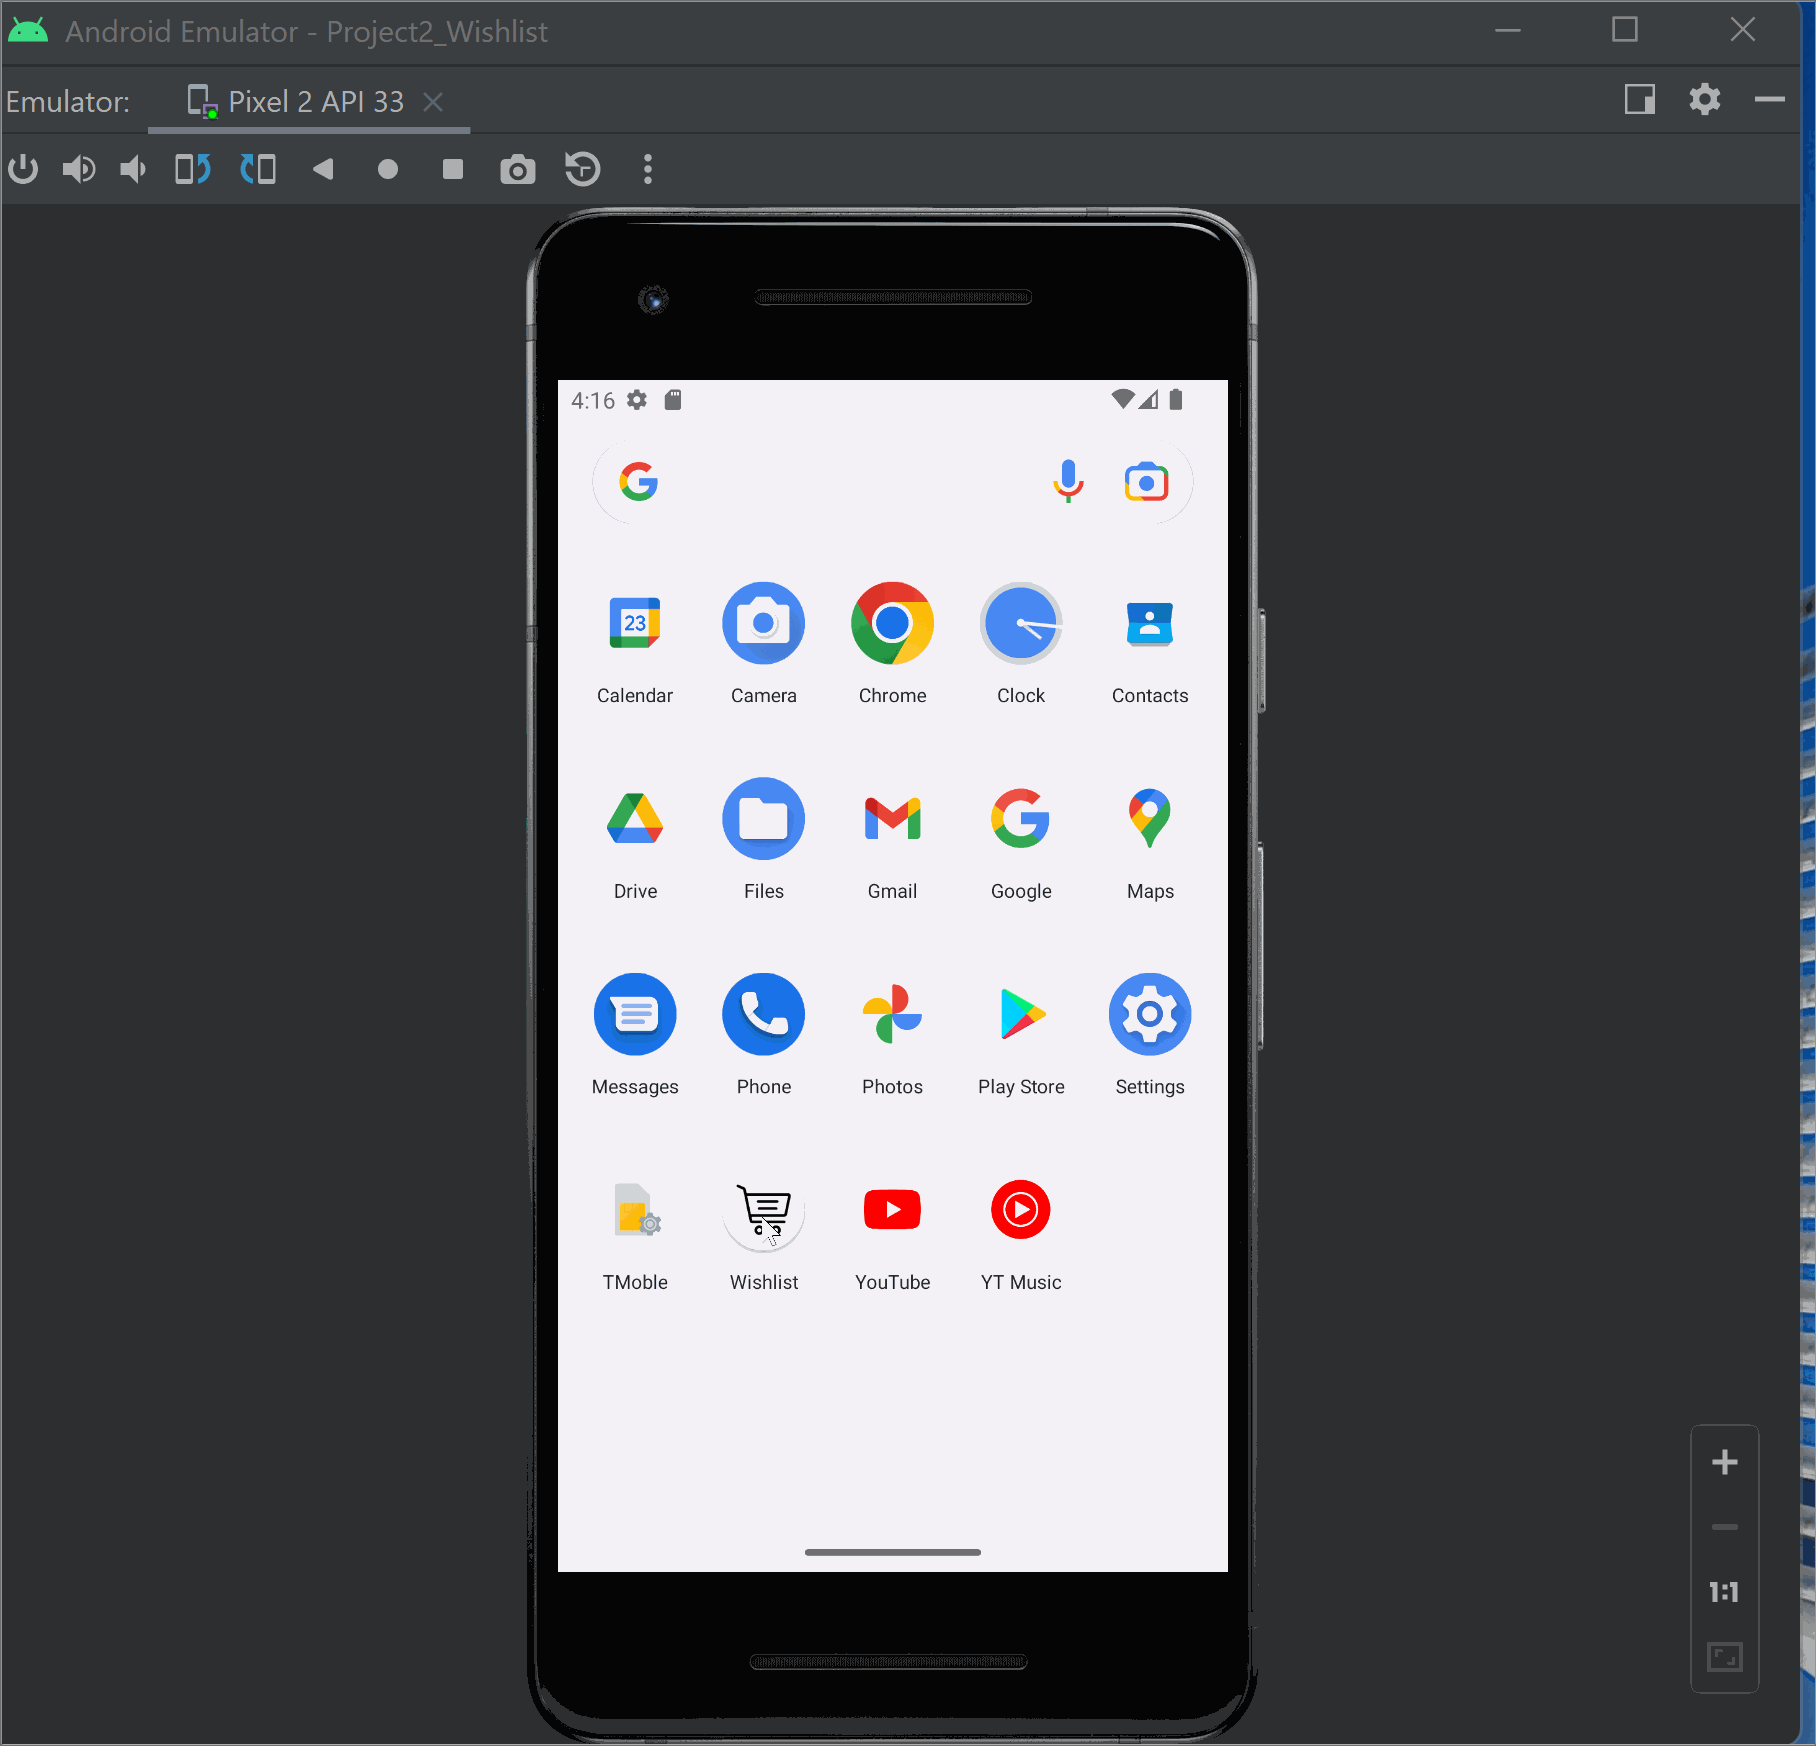 Android Emulator - Project2_Wishlist
Emulator: Pixel 2 API 33
4:16
23
Calendar Camera Chrome Clock Contacts
Drive Files Gmail Google Maps
Messages Phone Photos Play Store Settings
TMoble Wishlist YouTube YT Music
1:1